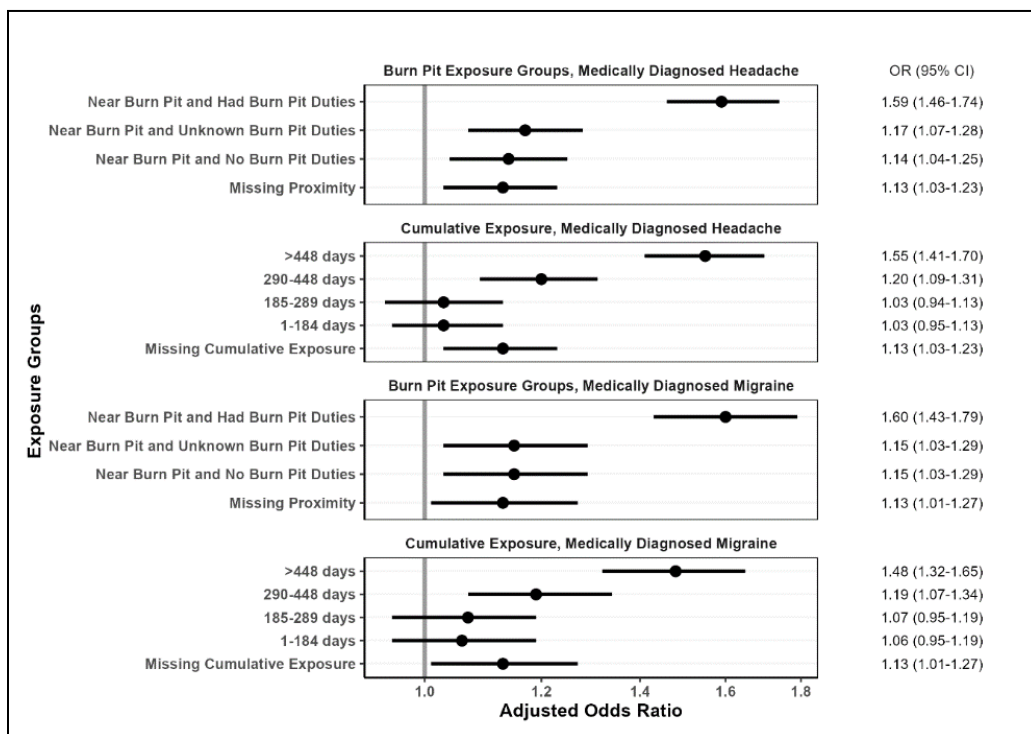 Burn Pit Exposure Groups, Medically Diagnosed Headache OR (95% CI)
Near Burn Pit and Had Burn Pit Duties 1.59 (1.46-1.74)
Near Burn Pit and Unknown Burn Pit Duties 1.17 (1.07-1.28)
Near Burn Pit and No Burn Pit Duties 1.14 (1.04-1.25)
Missing Proximity 1.13 (1.03-1.23)
Cumulative Exposure, Medically Diagnosed Headache
>448 days 1.55 (1.41-1.70)
290-448 days 1.20 (1.09-1.31)
185-289 days 1.03 (0.94-1.13)
1-184 days 1.03 (0.95-1.13)
Missing Cumulative Exposure 1.13 (1.03-1.23)
Exposure Groups
Burn Pit Exposure Groups, Medically Diagnosed Migraine
Near Burn Pit and Had Burn Pit Duties 1.60 (1.43-1.79)
Near Burn Pit and Unknown Burn Pit Duties 1.15 (1.03-1.29)
Near Burn Pit and No Burn Pit Duties 1.15 (1.03-1.29)
Missing Proximity 1.13 (1.01-1.27)
Cumulative Exposure, Medically Diagnosed Migraine
>448 days 1.48 (1.32-1.65)
290-448 days 1.19 (1.07-1.34)
185-289 days 1.07 (0.95-1.19)
1-184 days 1.06 (0.95-1.19)
Missing Cumulative Exposure 1.13 (1.01-1.27)
1.0 1.2 1.4 1.6 1.8
Adjusted Odds Ratio